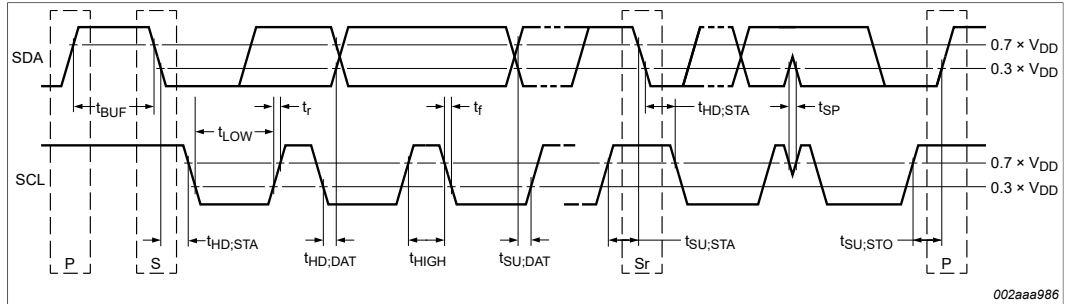 SDA
0.7 × VDD
0.3 × VDD
tBUF
tr
tf
tHD;STA
tSP
tLOW
SCL
0.7 × VDD
0.3 × VDD
tHD;STA
tHD;DAT
tHIGH
tSU;DAT
tSU;STA
tSU;STO
P
S
Sr
P
002aaa986